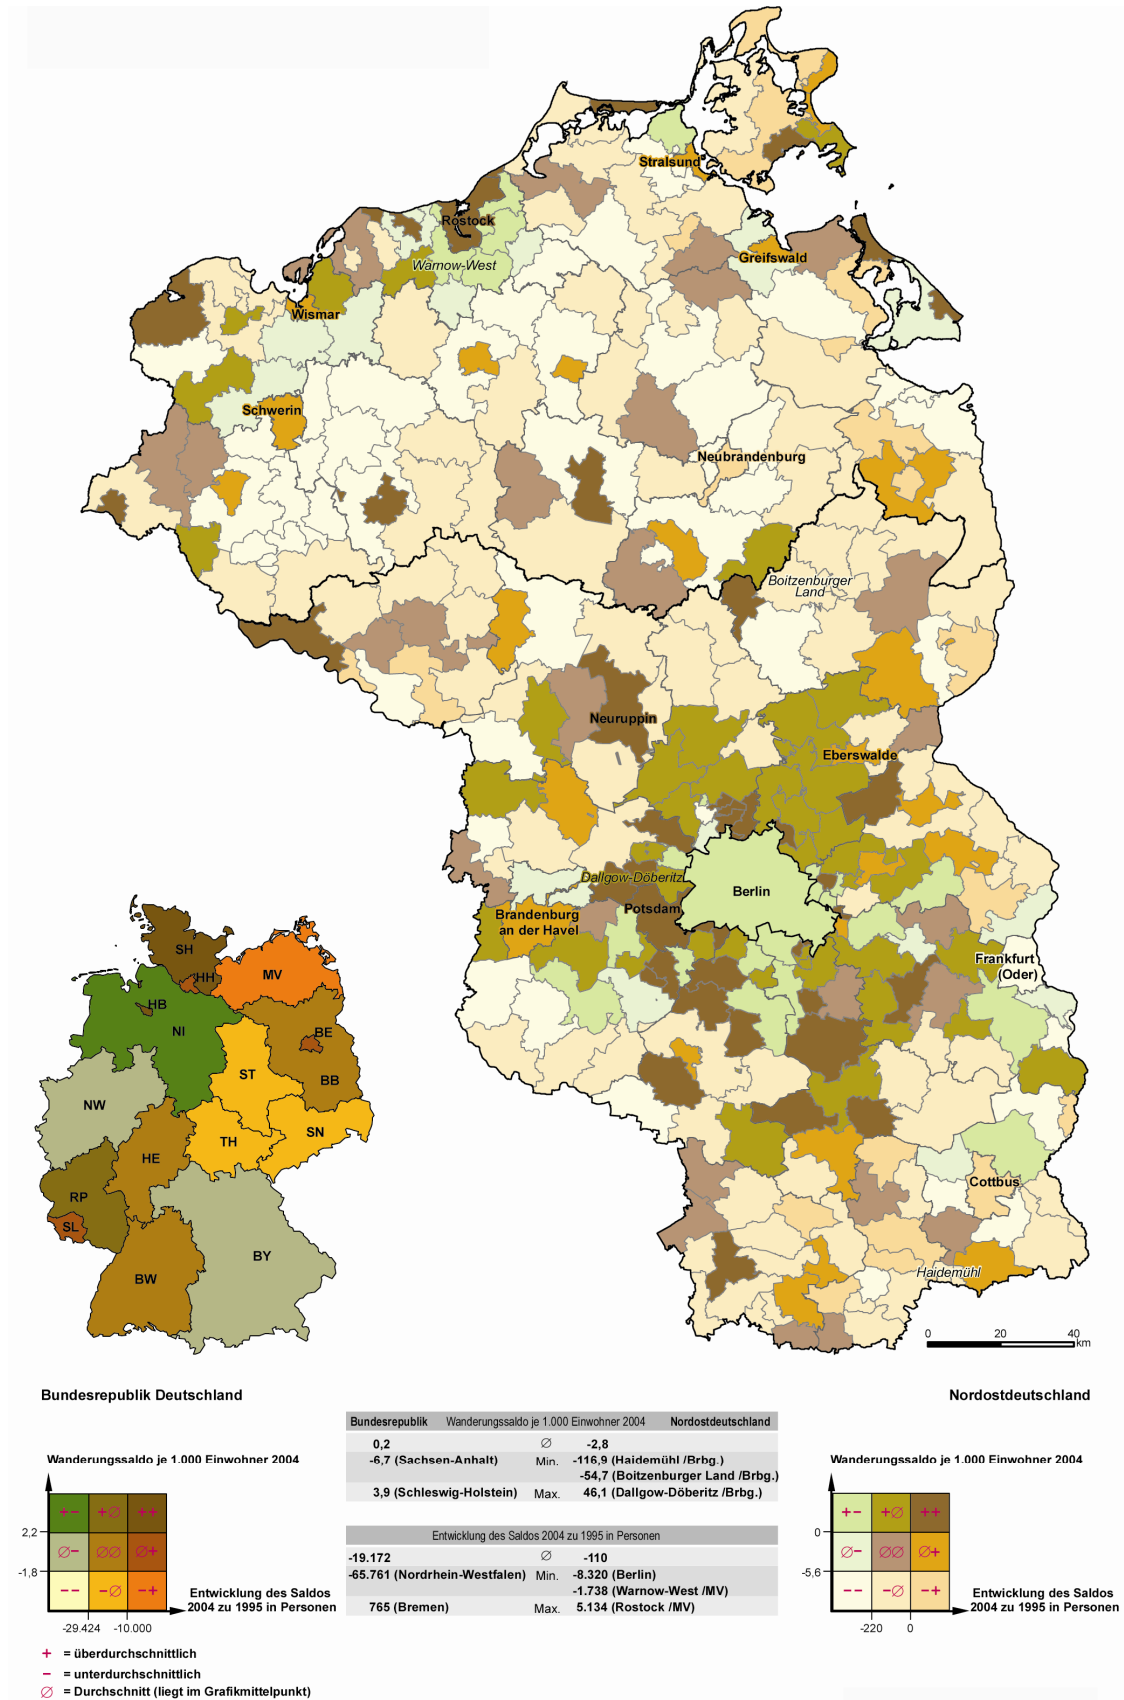 Stralsund
Rostock
Warnow-West
Greifswald
Wismar
Schwerin
Neubrandenburg
Boitzenburger
Land
Neuruppin
Eberswalde
Dallgow-Döberitz
Berlin
Potsdam
Brandenburg
an der Havel
Frankfurt
(Oder)
Cottbus
Haidemühl
SH
HH
MV
HB
NI
BE
ST
BB
NW
SN
TH
HE
RP
SL
BY
BW
0 20 40
km
Bundesrepublik Deutschland
Nordostdeutschland
Bundesrepublik Wanderungssaldo je 1.000 Einwohner 2004 Nordostdeutschland
0,2 ∅ -2,8
-6,7 (Sachsen-Anhalt) Min. -116,9 (Haidemühl /Brbg.)
-54,7 (Boitzenburger Land /Brbg.)
3,9 (Schleswig-Holstein) Max. 46,1 (Dallgow-Döberitz /Brbg.)
Entwicklung des Saldos 2004 zu 1995 in Personen
-19.172 ∅ -110
-65.761 (Nordrhein-Westfalen) Min. -8.320 (Berlin)
-1.738 (Warnow-West /MV)
765 (Bremen) Max. 5.134 (Rostock /MV)
Wanderungssaldo je 1.000 Einwohner 2004
+- +∅ ++
2,2
∅- ∅∅ ∅+
-1,8
-- -∅ -+
Entwicklung des Saldos
2004 zu 1995 in Personen
-29.424 -10.000
+ = überdurchschnittlich
- = unterdurchschnittlich
∅ = Durchschnitt (liegt im Grafikmittelpunkt)
Wanderungssaldo je 1.000 Einwohner 2004
+- +∅ ++
0
∅- ∅∅ ∅+
-5,6
-- -∅ -+
Entwicklung des Saldos
2004 zu 1995 in Personen
-220 0